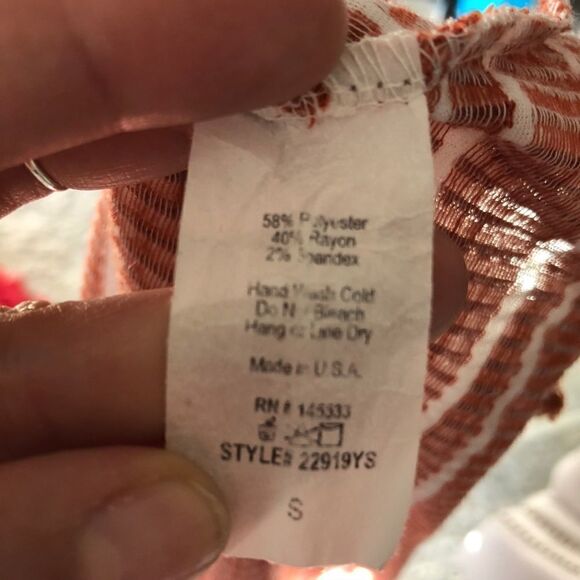 58% Polyester
40% Rayon
2% Spandex
Hand Wash Cold
Do Not Bleach
Hang or Line Dry
Made in U.S.A.
RN# 145333
STYLE# 22919YS
S